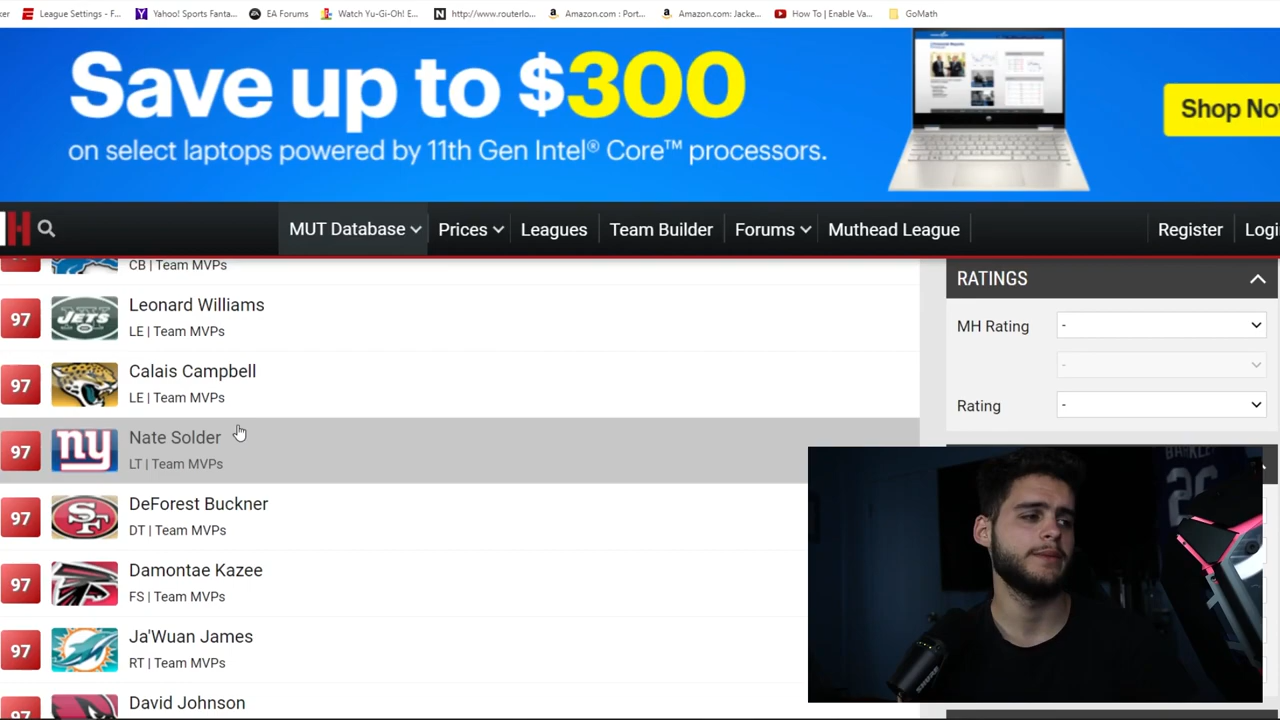 ker
League Settings - F...
Yahoo! Sports Fanta...
EA Forums
Watch Yu-Gi-Oh! E...
http://www.routerlo...
Amazon.com : Port...
Amazon.com: Jacke...
How To | Enable Va...
GoMath
Save up to $300
on select laptops powered by 11th Gen Intel® Core™ processors.
Shop No
H
MUT Database
Prices
Leagues
Team Builder
Forums
Muthead League
Register
Logi
CB | Team MVPs
97
JETS
Leonard Williams
LE | Team MVPs
97
Calais Campbell
LE | Team MVPs
97
ny
Nate Solder
LT | Team MVPs
97
SF
DeForest Buckner
DT | Team MVPs
97
Damontae Kazee
FS | Team MVPs
97
Ja'Wuan James
RT | Team MVPs
97
David Johnson
RATINGS
MH Rating
-
-
Rating
-